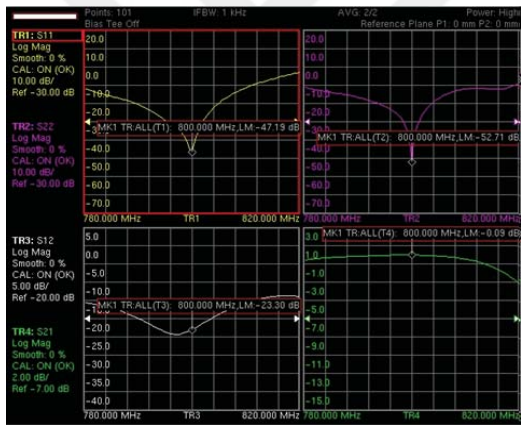 Points: 101 IFBW: 1 kHz AVG: 2/2 Power: High
Bias Tee Off Reference Plane P1: 0 mm P2: 0 mm
TR1: S11
Log Mag
Smooth: 0 %
CAL: ON (OK)
10.00 dB/
Ref -30.00 dB
TR2: S22
Log Mag
Smooth: 0 %
CAL: ON (OK)
10.00 dB/
Ref -30.00 dB
TR3: S12
Log Mag
Smooth: 0 %
CAL: ON (OK)
5.00 dB/
Ref -20.00 dB
TR4: S21
Log Mag
Smooth: 0 %
CAL: ON (OK)
2.00 dB/
Ref -7.00 dB
20.0
10.0
0.0
MK1 TR:ALL(T1): 800.000 MHz,LM:-47.19 dB
-40.0
-50.0
-60.0
-70.0
780.000 MHz TR1 820.000 MHz
20.0
10.0
0.0
-10.0
-20.0
MK1 TR:ALL(T2): 800.000 MHz,LM:-52.71 dB
-40.0
-50.0
-60.0
-70.0
780.000 MHz TR2 820.000 MHz
5.0
0.0
-5.0
-10.0
MK1 TR:ALL(T3): 800.000 MHz,LM:-23.30 dB
-20.0
-25.0
-30.0
-35.0
-40.0
780.000 MHz TR3 820.000 MHz
3.0
MK1 TR:ALL(T4): 800.000 MHz,LM:-0.09 dB
1.0
-1.0
-3.0
-5.0
-7.0
-9.0
-11.0
-13.0
-15.0
780.000 MHz TR4 820.000 MHz